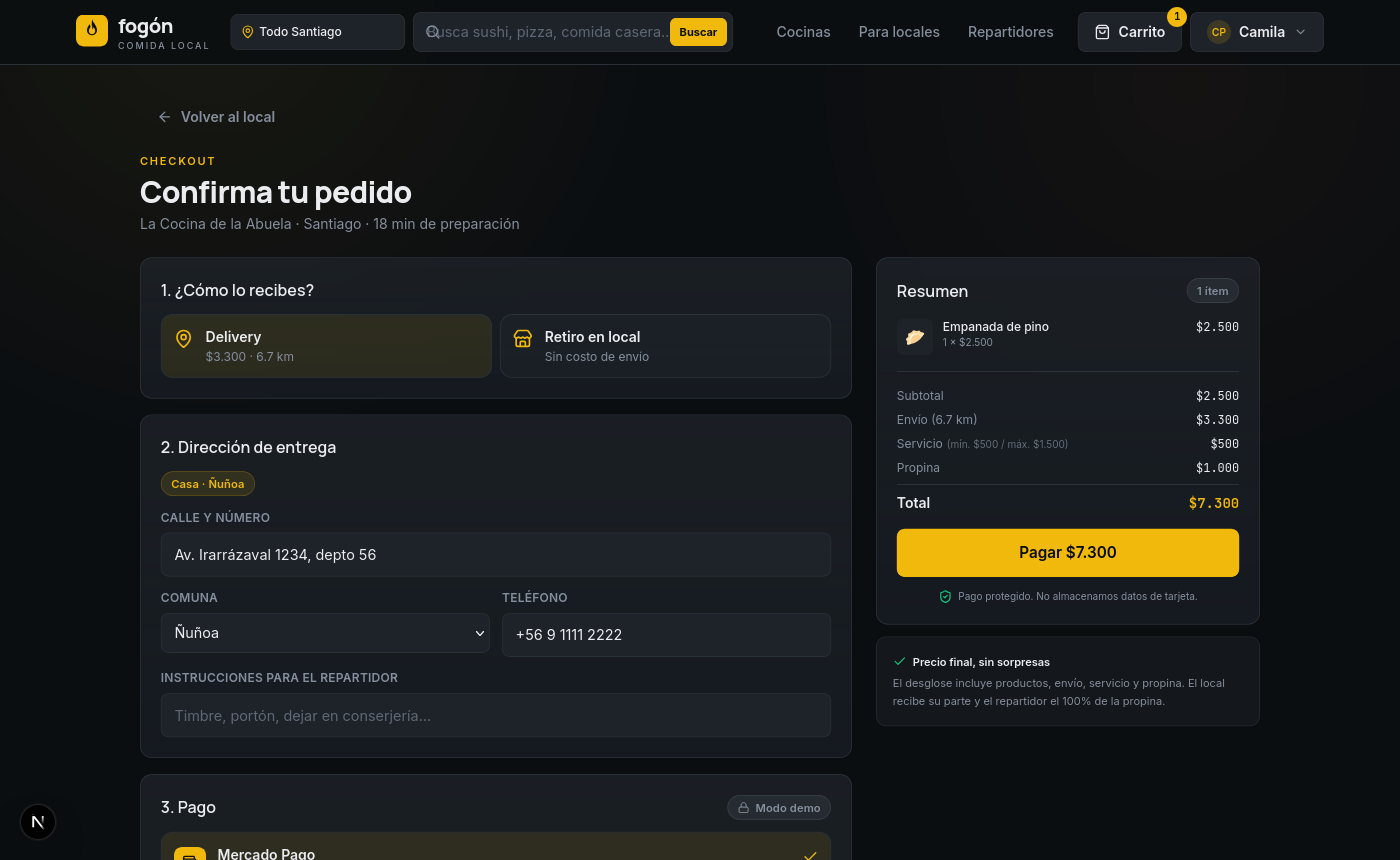 fogón
COMIDA LOCAL
Todo Santiago
Busca sushi, pizza, comida casera..
Buscar
Cocinas
Para locales
Repartidores
Carrito
1
CP
Camila
Volver al local
CHECKOUT
Confirma tu pedido
La Cocina de la Abuela · Santiago · 18 min de preparación
1. ¿Cómo lo recibes?
Delivery
$3.300 · 6.7 km
Retiro en local
Sin costo de envío
2. Dirección de entrega
Casa · Ñuñoa
CALLE Y NÚMERO
Av. Irarrázaval 1234, depto 56
COMUNA
TELÉFONO
Ñuñoa
+56 9 1111 2222
INSTRUCCIONES PARA EL REPARTIDOR
Timbre, portón, dejar en conserjería...
3. Pago
Modo demo
Mercado Pago
Resumen
1 ítem
Empanada de pino
$2.500
1 × $2.500
Subtotal
$2.500
Envío (6.7 km)
$3.300
Servicio (mín. $500 / máx. $1.500)
$500
Propina
$1.000
Total
$7.300
Pagar $7.300
Pago protegido. No almacenamos datos de tarjeta.
Precio final, sin sorpresas
El desglose incluye productos, envío, servicio y propina. El local
recibe su parte y el repartidor el 100% de la propina.
N